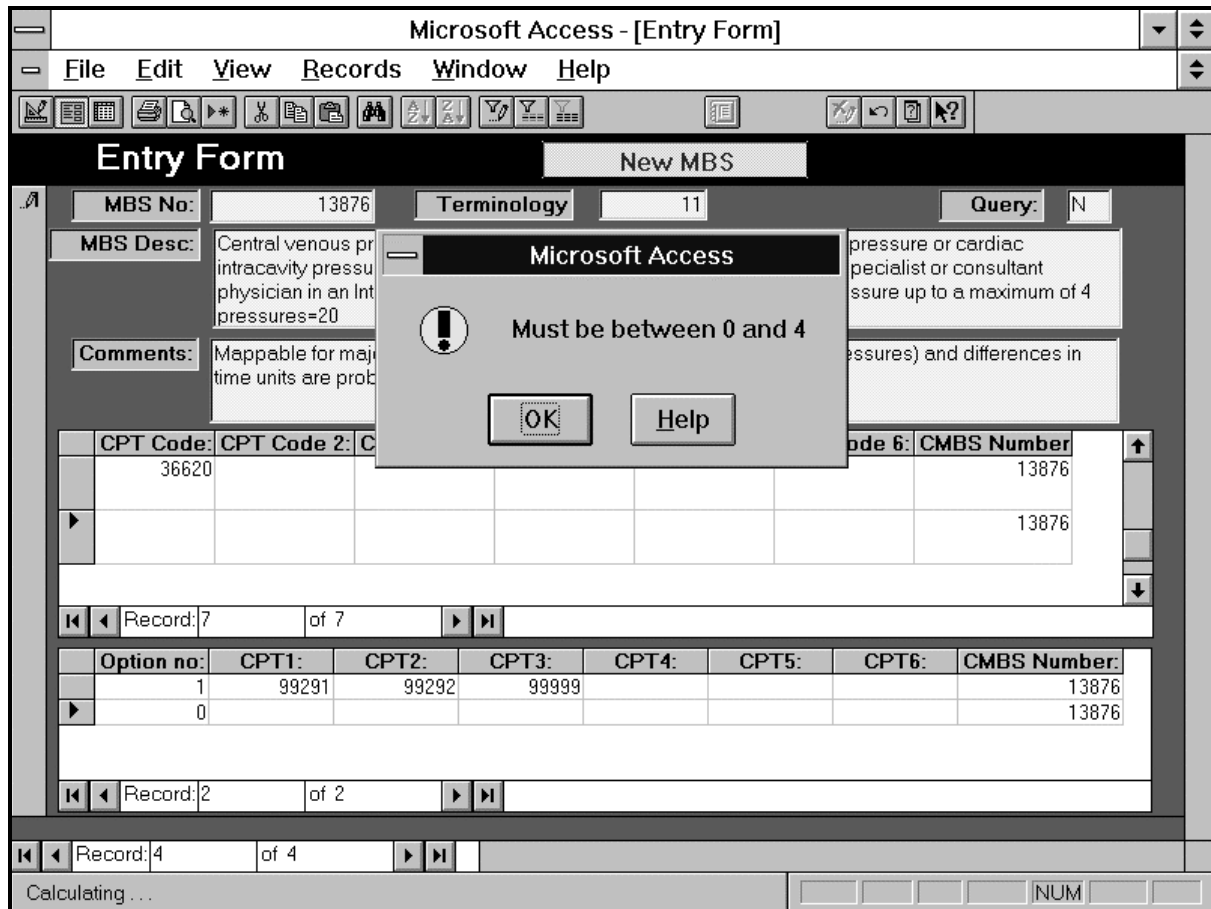 Microsoft Access - [Entry Form]
File Edit View Records Window Help
Entry Form
New MBS
MBS No: 13876 Terminology 11 Query: N
MBS Desc: Central venous pr pressure or cardiac
intracavity pressu pecialist or consultant
physician in an Int ssure up to a maximum of 4
pressures=20
Microsoft Access
Must be between 0 and 4
OK Help
Comments: Mappable for maj essures) and differences in
time units are prob
CPT Code: CPT Code 2: C ode 6: CMBS Number
36620 13876
13876
Record: 7 of 7
Option no: CPT1: CPT2: CPT3: CPT4: CPT5: CPT6: CMBS Number:
1 99291 99292 99999 13876
0 13876
Record: 2 of 2
Record: 4 of 4
Calculating . . . NUM